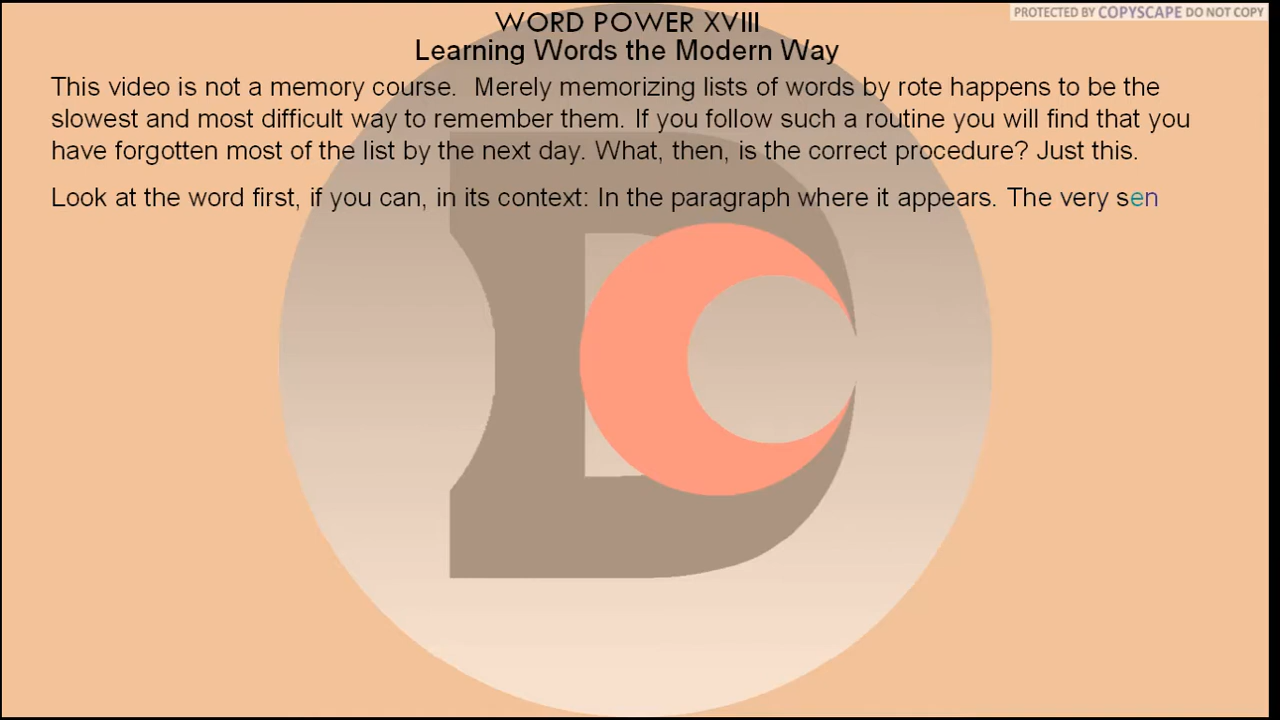 PROTECTED BY COPYSCAPE DO NOT COPY
WORD POWER XVIII
Learning Words the Modern Way
This video is not a memory course.  Merely memorizing lists of words by rote happens to be the
slowest and most difficult way to remember them. If you follow such a routine you will find that you
have forgotten most of the list by the next day. What, then, is the correct procedure? Just this.
Look at the word first, if you can, in its context: In the paragraph where it appears. The very sen